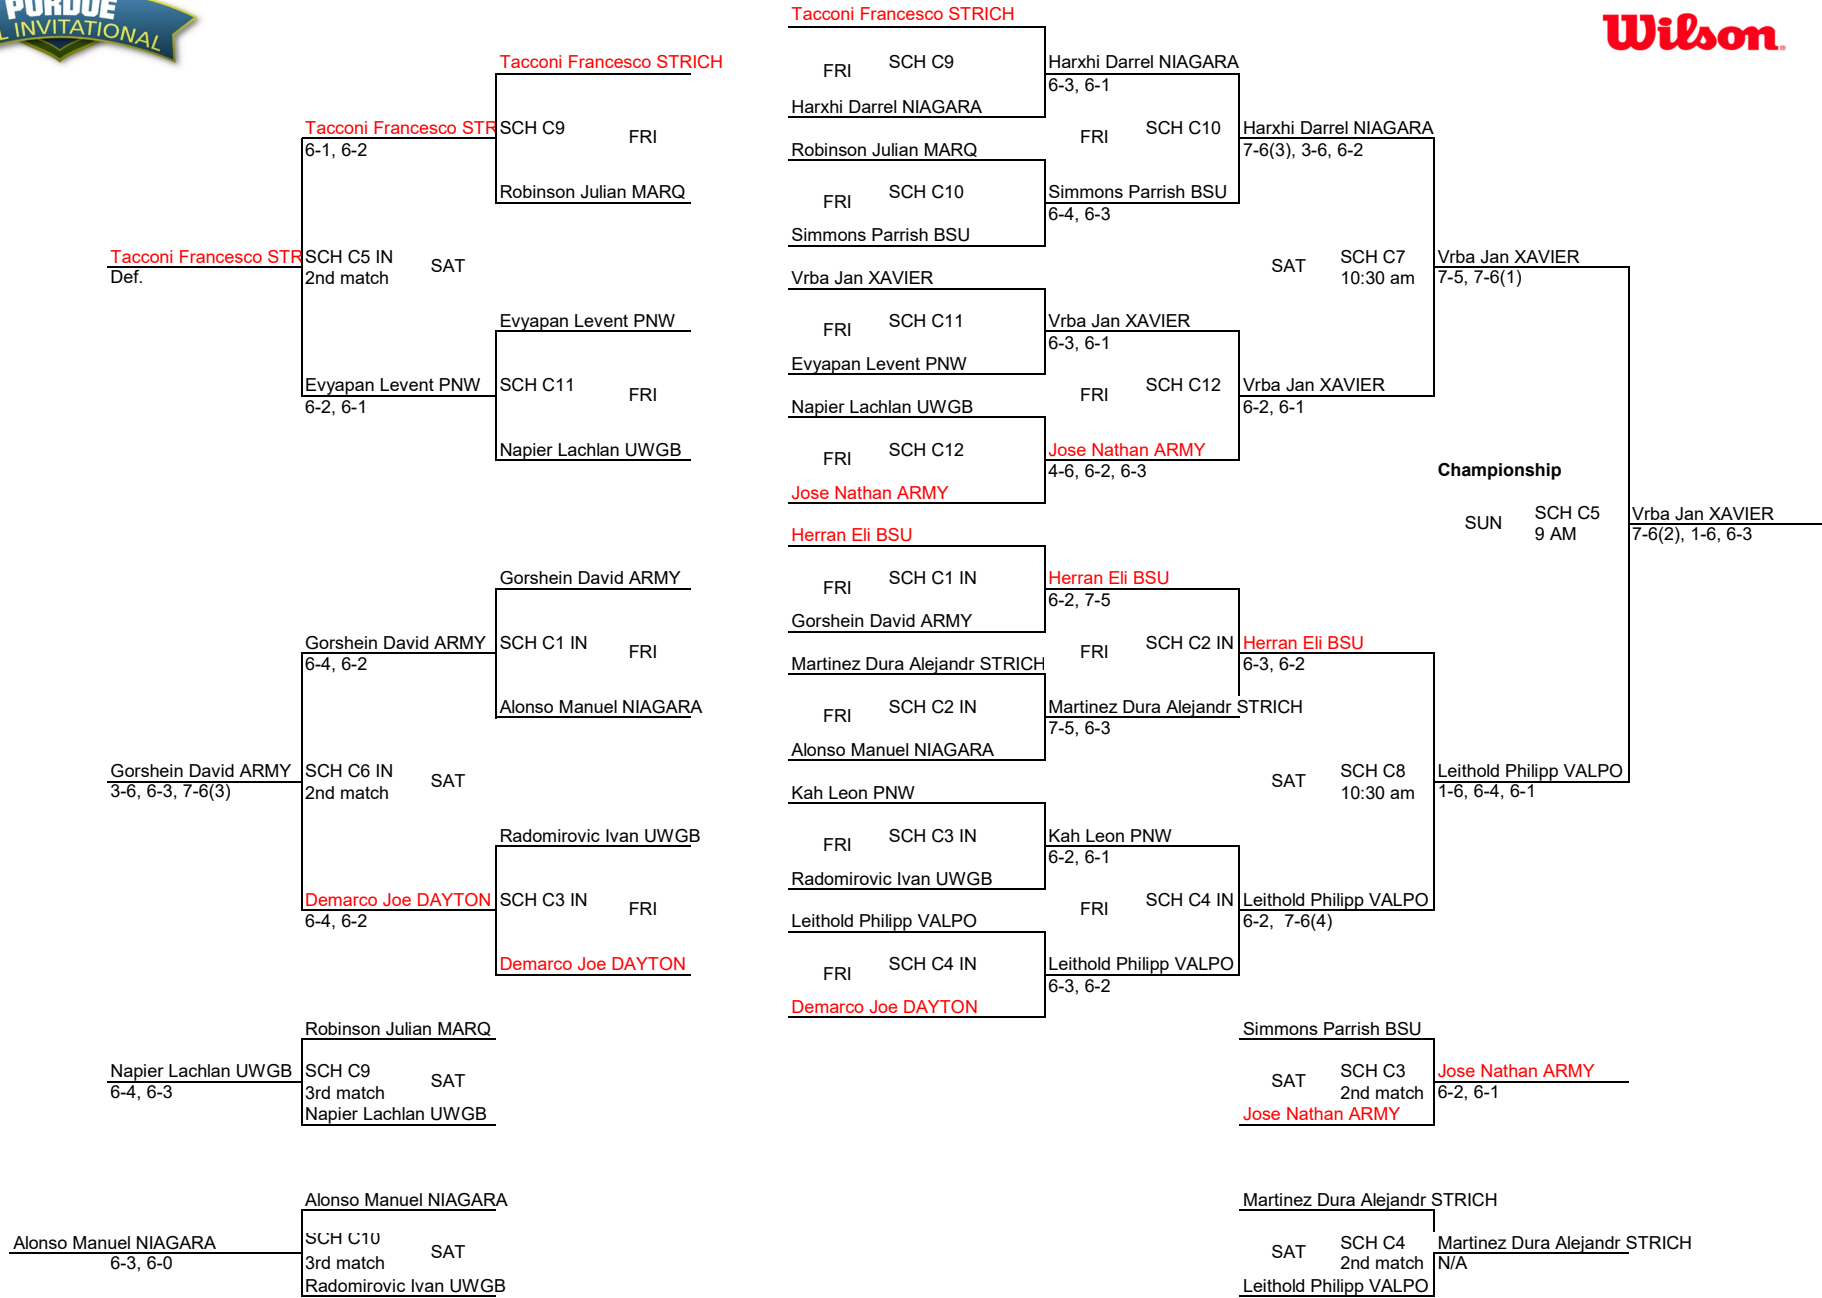 PURDUE
L INVITATIONAL
Wilson
Tacconi Francesco STRICH
Tacconi Francesco STRICH
SCH C9
FRI
Harxhi Darrel NIAGARA
6-3, 6-1
Harxhi Darrel NIAGARA
Tacconi Francesco STR
6-1, 6-2
SCH C9
FRI
FRI
SCH C10
Harxhi Darrel NIAGARA
7-6(3), 3-6, 6-2
Robinson Julian MARQ
Robinson Julian MARQ
FRI
SCH C10
Simmons Parrish BSU
6-4, 6-3
Simmons Parrish BSU
Tacconi Francesco STR
Def.
SCH C5 IN
2nd match
SAT
SAT
SCH C7
10:30 am
Vrba Jan XAVIER
7-5, 7-6(1)
Vrba Jan XAVIER
Evyapan Levent PNW
FRI
SCH C11
Vrba Jan XAVIER
6-3, 6-1
Evyapan Levent PNW
Evyapan Levent PNW
6-2, 6-1
SCH C11
FRI
FRI
SCH C12
Vrba Jan XAVIER
6-2, 6-1
Napier Lachlan UWGB
Napier Lachlan UWGB
FRI
SCH C12
Jose Nathan ARMY
4-6, 6-2, 6-3
Jose Nathan ARMY
Championship
SUN
SCH C5
9 AM
Vrba Jan XAVIER
7-6(2), 1-6, 6-3
Herran Eli BSU
Gorshein David ARMY
FRI
SCH C1 IN
Herran Eli BSU
6-2, 7-5
Gorshein David ARMY
Gorshein David ARMY
6-4, 6-2
SCH C1 IN
FRI
FRI
SCH C2 IN
Herran Eli BSU
6-3, 6-2
Martinez Dura Alejandr STRICH
Alonso Manuel NIAGARA
FRI
SCH C2 IN
Martinez Dura Alejandr STRICH
7-5, 6-3
Alonso Manuel NIAGARA
Gorshein David ARMY
3-6, 6-3, 7-6(3)
SCH C6 IN
2nd match
SAT
SAT
SCH C8
10:30 am
Leithold Philipp VALPO
1-6, 6-4, 6-1
Kah Leon PNW
Radomirovic Ivan UWGB
FRI
SCH C3 IN
Kah Leon PNW
6-2, 6-1
Radomirovic Ivan UWGB
Demarco Joe DAYTON
6-4, 6-2
SCH C3 IN
FRI
FRI
SCH C4 IN
Leithold Philipp VALPO
6-2, 7-6(4)
Leithold Philipp VALPO
Demarco Joe DAYTON
FRI
SCH C4 IN
Leithold Philipp VALPO
6-3, 6-2
Demarco Joe DAYTON
Robinson Julian MARQ
Napier Lachlan UWGB
6-4, 6-3
SCH C9
3rd match
SAT
Napier Lachlan UWGB
Simmons Parrish BSU
SAT
SCH C3
2nd match
Jose Nathan ARMY
6-2, 6-1
Jose Nathan ARMY
Alonso Manuel NIAGARA
Alonso Manuel NIAGARA
6-3, 6-0
SCH C10
3rd match
SAT
Radomirovic Ivan UWGB
Martinez Dura Alejandr STRICH
SAT
SCH C4
2nd match
Martinez Dura Alejandr STRICH
N/A
Leithold Philipp VALPO